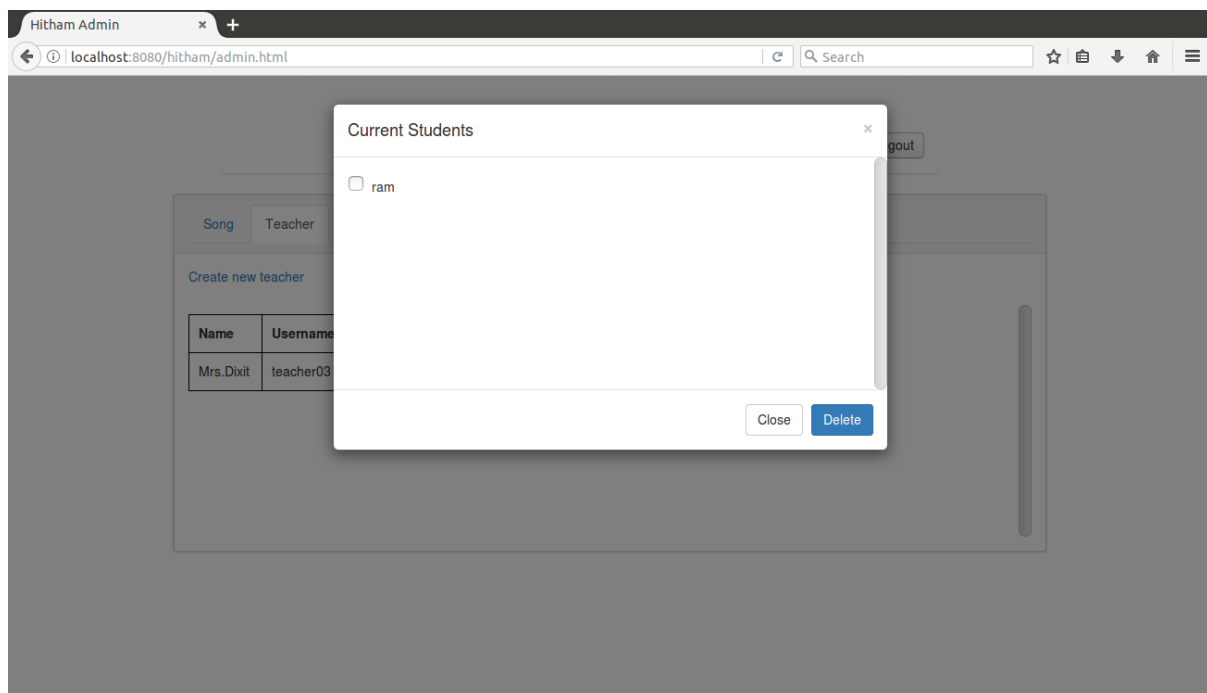 Hitham Admin
localhost:8080/hitham/admin.html
Search
Current Students
gout
ram
Song Teacher
Create new teacher
Name Username
Mrs.Dixit teacher03
Close Delete